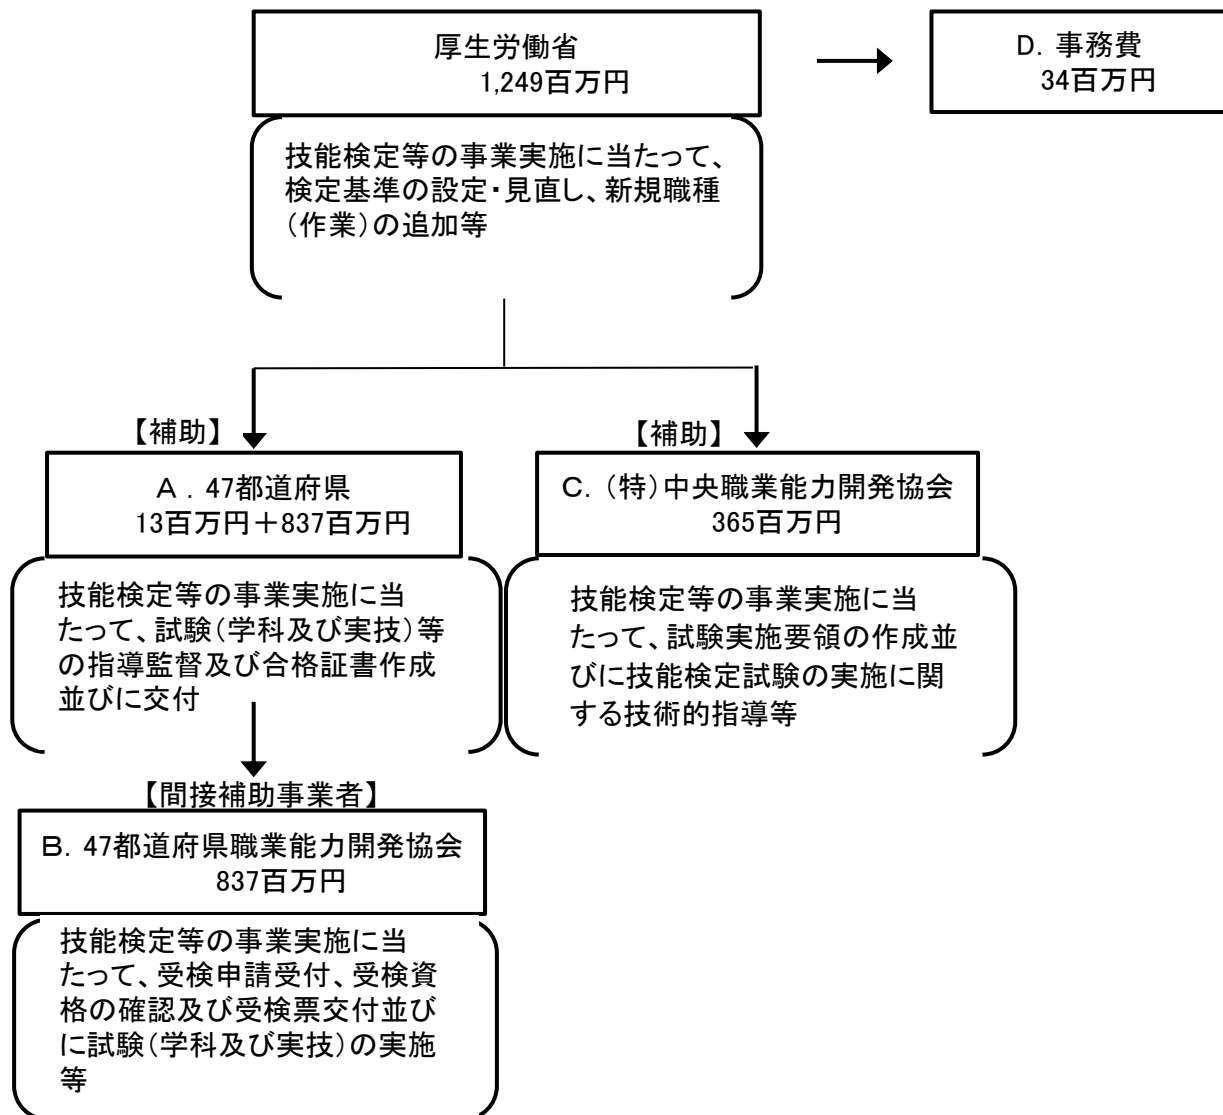 厚生労働省
1,249百万円
D. 事務費
34百万円
技能検定等の事業実施に当たって、
検定基準の設定・見直し、新規職種
（作業）の追加等
【補助】
【補助】
Ａ．47都道府県
13百万円＋837百万円
C.（特）中央職業能力開発協会
365百万円
技能検定等の事業実施に当
たって、試験（学科及び実技）等
の指導監督及び合格証書作成
並びに交付
技能検定等の事業実施に当
たって、試験実施要領の作成並
びに技能検定試験の実施に関
する技術的指導等
【間接補助事業者】
B. 47都道府県職業能力開発協会
837百万円
技能検定等の事業実施に当
たって、受検申請受付、受検資
格の確認及び受検票交付並び
に試験（学科及び実技）の実施
等